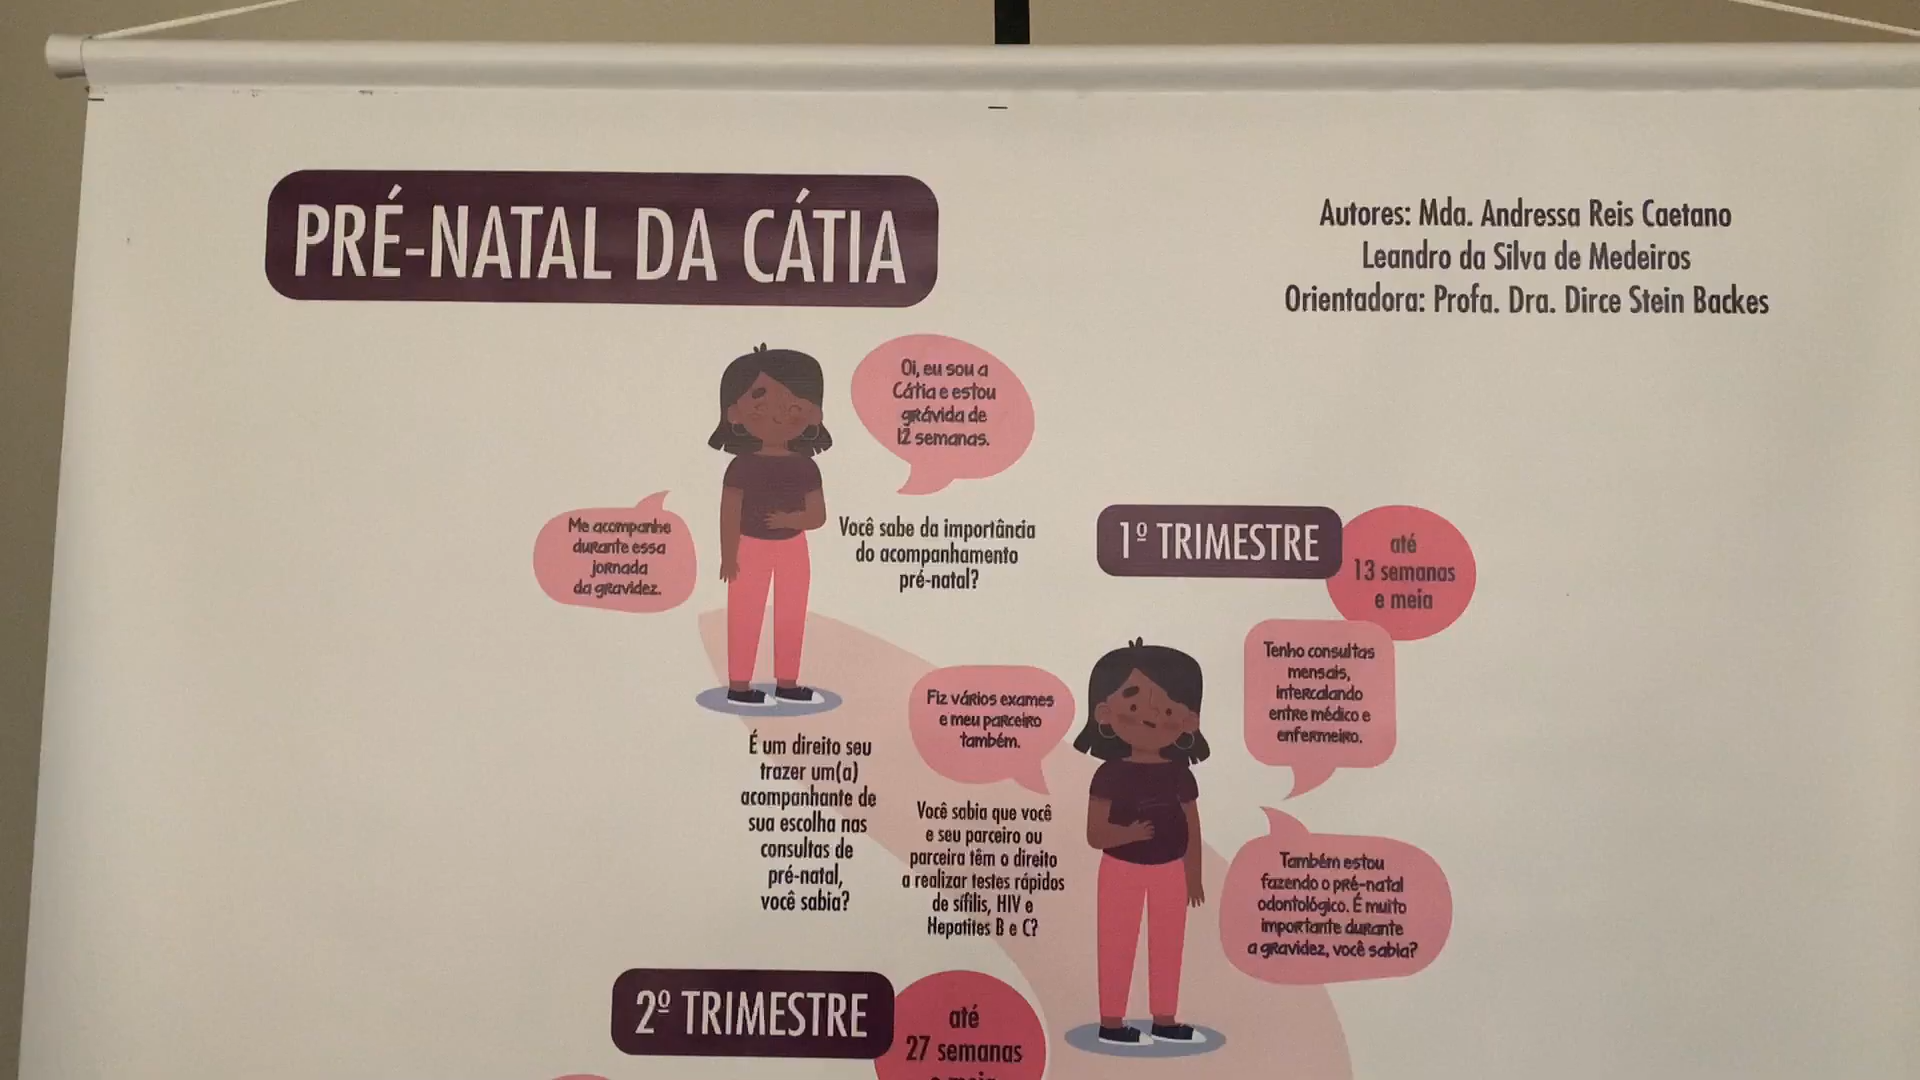 PRÉ-NATAL DA CÁTIA
Autores: Mda. Andressa Reis Caetano
Leandro da Silva de Medeiros
Orientadora: Profa. Dra. Dirce Stein Backes
Oi, eu sou a
Cátia e estou
grávida de
12 semanas.
Me acompanhe
durante essa
jornada
da gravidez.
Você sabe da importância
do acompanhamento
pré-natal?
É um direito seu
trazer um(a)
acompanhante de
sua escolha nas
consultas de
pré-natal,
você sabia?
1º TRIMESTRE
até
13 semanas
e meia
Tenho consultas
mensais,
intercalando
entre médico e
enfermeiro.
Fiz vários exames
e meu parceiro
também.
Você sabia que você
e seu parceiro ou
parceira têm o direito
a realizar testes rápidos
de sífilis, HIV e
Hepatites B e C?
Também estou
fazendo o pré-natal
odontológico. É muito
importante durante
a gravidez, você sabia?
2º TRIMESTRE
até
27 semanas
e meia